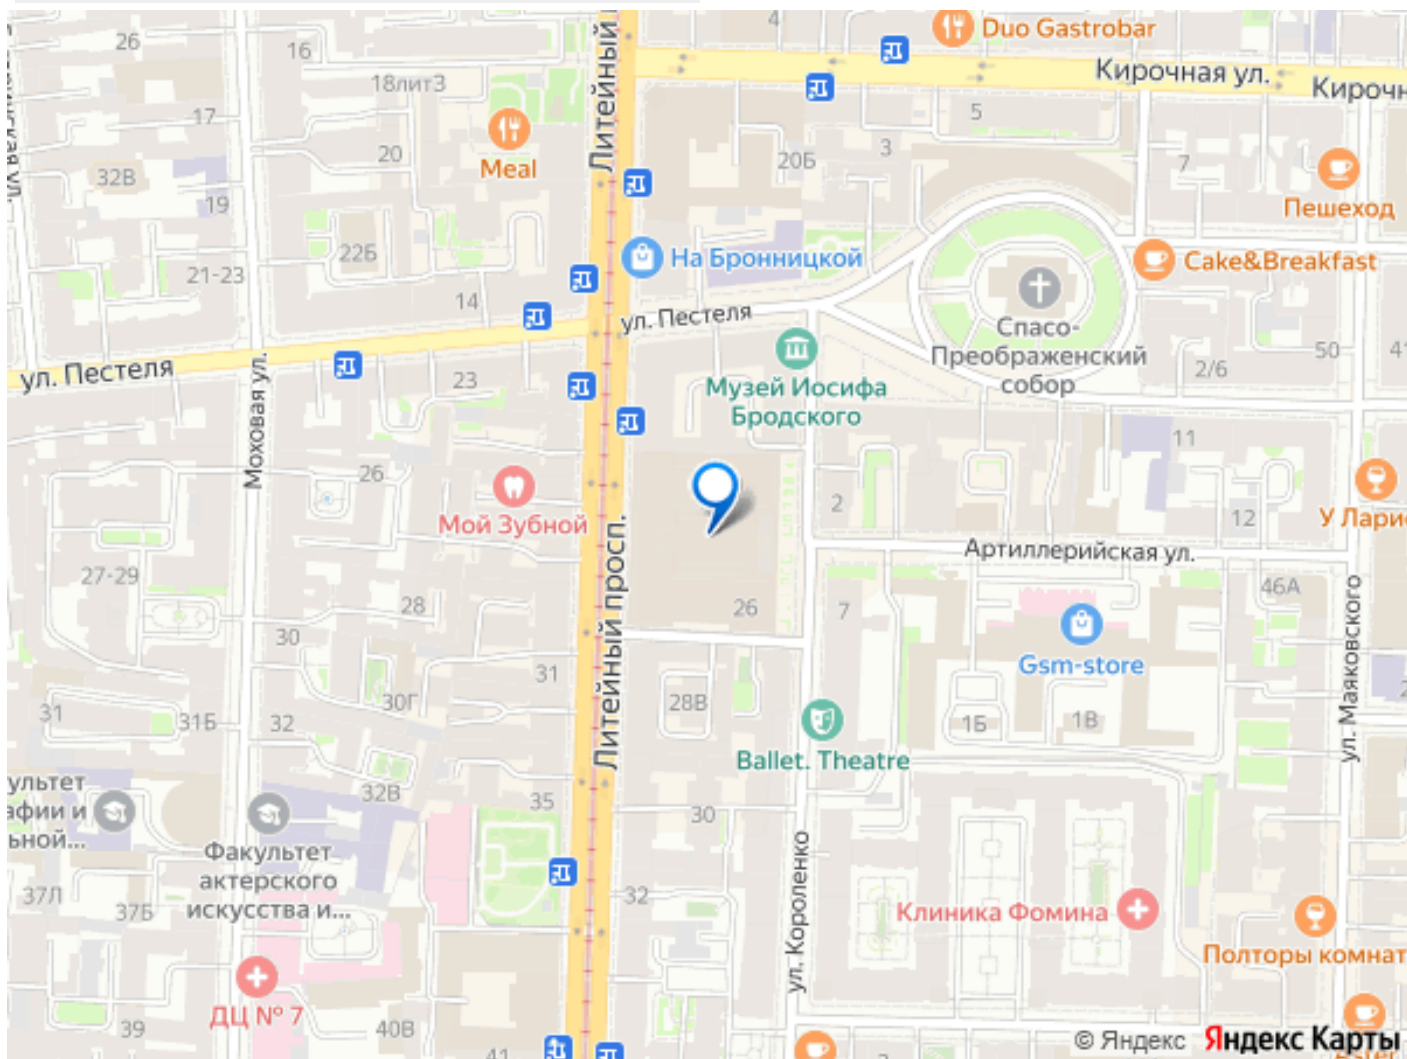 26
16
4
Duo Gastrobar
Кирочная ул.
Кирочн
18лит3
17
Meal
20
Литейный
5
3
20Б
7
32В
19
Пешеход
22Б
На Бронницкой
Cake&Breakfast
21-23
14
ул. Пестеля
Спасо-
Преображенский
собор
50
41
2/6
ул. Пестеля
23
Музей Иосифа
Бродского
Моховая ул.
26
11
Мой Зубной
2
12
У Лари
Литейный просп.
Артиллерийская ул.
27-29
28
26
7
46А
30
Gsm-store
31
28В
30Г
31
31Б
32
1Б
1В
ул. Маяковского
2
Ballet. Theatre
Литейный просп.
ультет
афии и
ьной...
32В
35
30
Факультет
актерского
искусства и...
37Л
37Б
32
ул. Короленко
Клиника Фомина
Полторы комнат
ДЦ № 7
39
40В
41
3
© Яндекс
Яндекс Карты